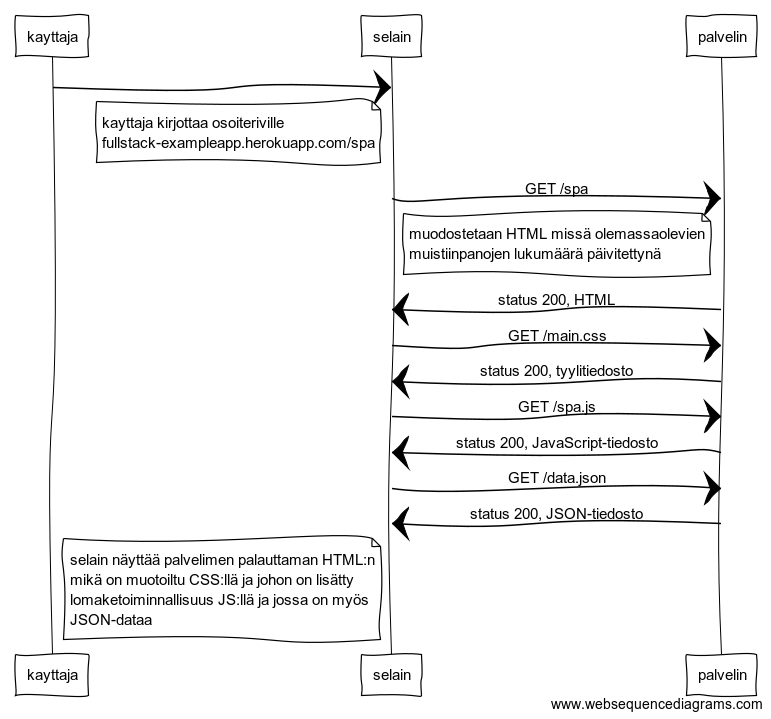 kayttaja
selain
palvelin
kayttaja kirjottaa osoiteriville
fullstack-exampleapp.herokuapp.com/spa
GET /spa
muodostetaan HTML missä olemassaolevien
muistiinpanojen lukumäärä päivitettynä
status 200, HTML
GET /main.css
status 200, tyylitiedosto
GET /spa.js
status 200, JavaScript-tiedosto
GET /data.json
status 200, JSON-tiedosto
selain näyttää palvelimen palauttaman HTML:n
mikä on muotoiltu CSS:llä ja johon on lisätty
lomaketoiminnallisuus JS:llä ja jossa on myös
JSON-dataa
kayttaja
selain
palvelin
www.websequencediagrams.com